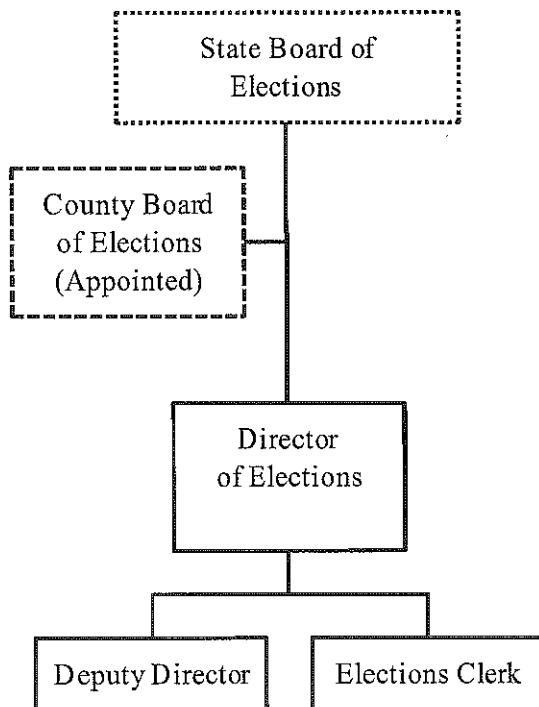 State Board of
Elections
County Board
of Elections
(Appointed)
Director
of Elections
Deputy Director
Elections Clerk